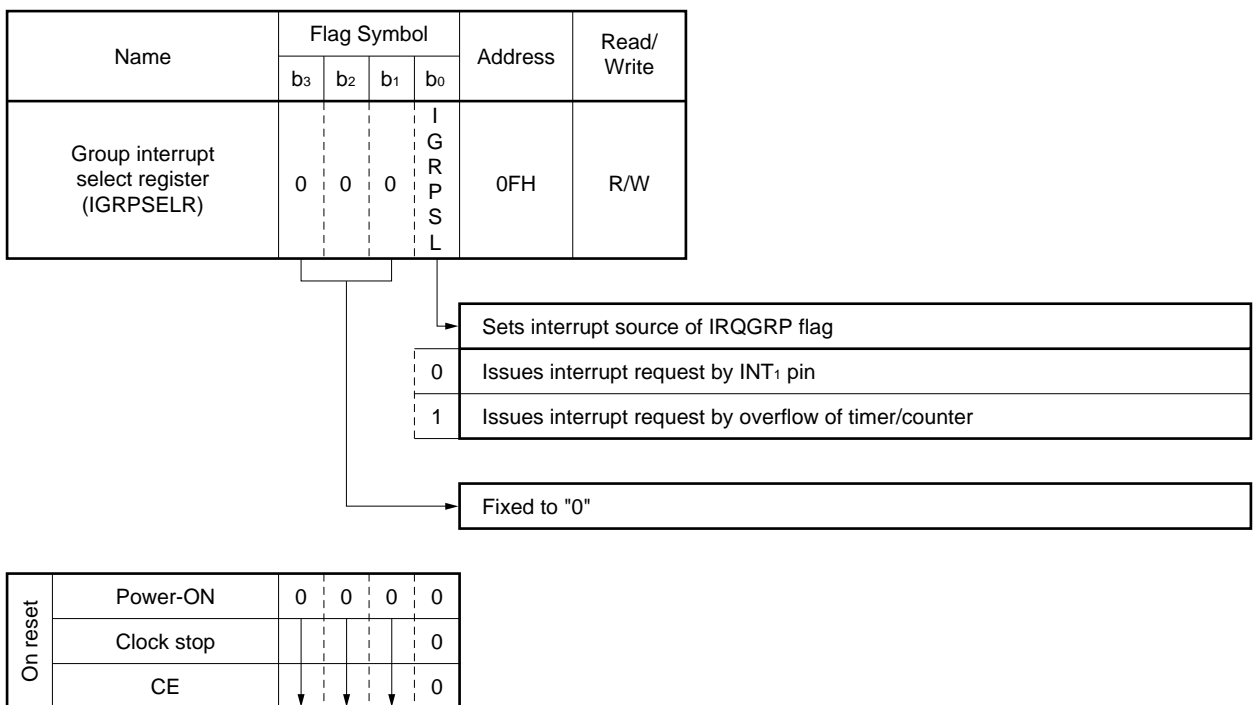 Name Flag Symbol Address Read/
Write
b3 b2 b1 b0
Group interrupt
select register
(IGRPSELR)
0 0 0 IGRPSL 0FH R/W
Sets interrupt source of IRQGRP flag
0 Issues interrupt request by INT1 pin
1 Issues interrupt request by overflow of timer/counter
Fixed to "0"
On reset
Power-ON 0 0 0 0
Clock stop 0
CE 0